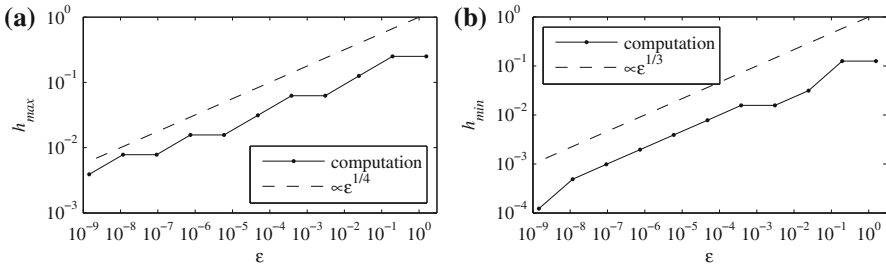 (a)
h_max
10^0
10^−1
10^−2
10^−3
10^−9 10^−8 10^−7 10^−6 10^−5 10^−4 10^−3 10^−2 10^−1 10^0
ε
computation
∝ε^1/4
(b)
h_min
10^0
10^−1
10^−2
10^−3
10^−4
10^−9 10^−8 10^−7 10^−6 10^−5 10^−4 10^−3 10^−2 10^−1 10^0
ε
computation
∝ε^1/3